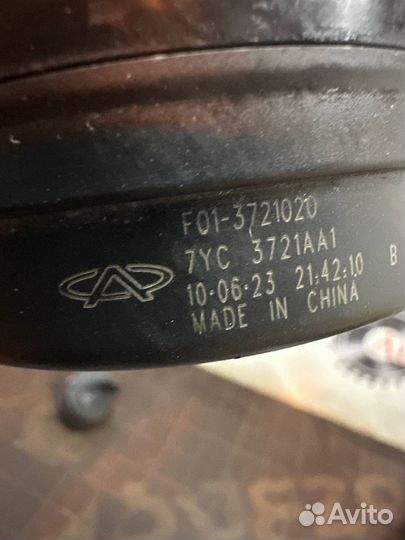 F01-3721020
7YC 3721AA1
10·06·23 21:42:10 B
MADE IN CHINA
Avito